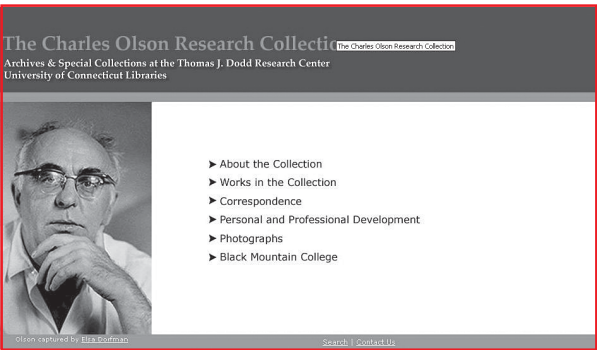 The Charles Olson Research Collectio
The Charles Olson Research Collection
Archives & Special Collections at the Thomas J. Dodd Research Center
University of Connecticut Libraries
About the Collection
Works in the Collection
Correspondence
Personal and Professional Development
Photographs
Black Mountain College
Olson captured by Elsa Dorfman
Search | Contact Us